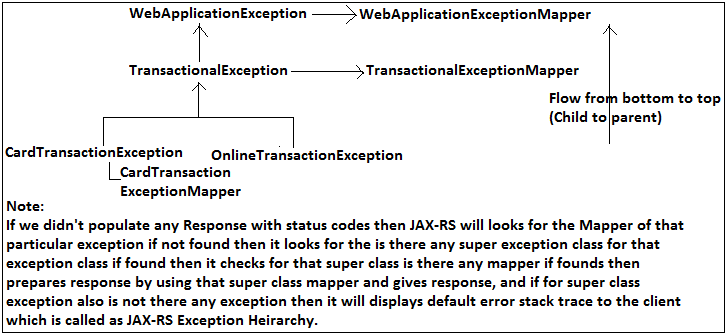 WebApplicationException WebApplicationExceptionMapper
TransactionalException TransactionalExceptionMapper
Flow from bottom to top
(Child to parent)
CardTransactionException OnlineTransactionException
CardTransaction
ExceptionMapper
Note:
If we didn't populate any Response with status codes then JAX-RS will looks for the Mapper of that
particular exception if not found then it looks for the is there any super exception class for that
exception class if found then it checks for that super class is there any mapper if founds then
prepares response by using that super class mapper and gives response, and if for super class
exception also is not there any exception then it will displays default error stack trace to the client
which is called as JAX-RS Exception Heirarchy.